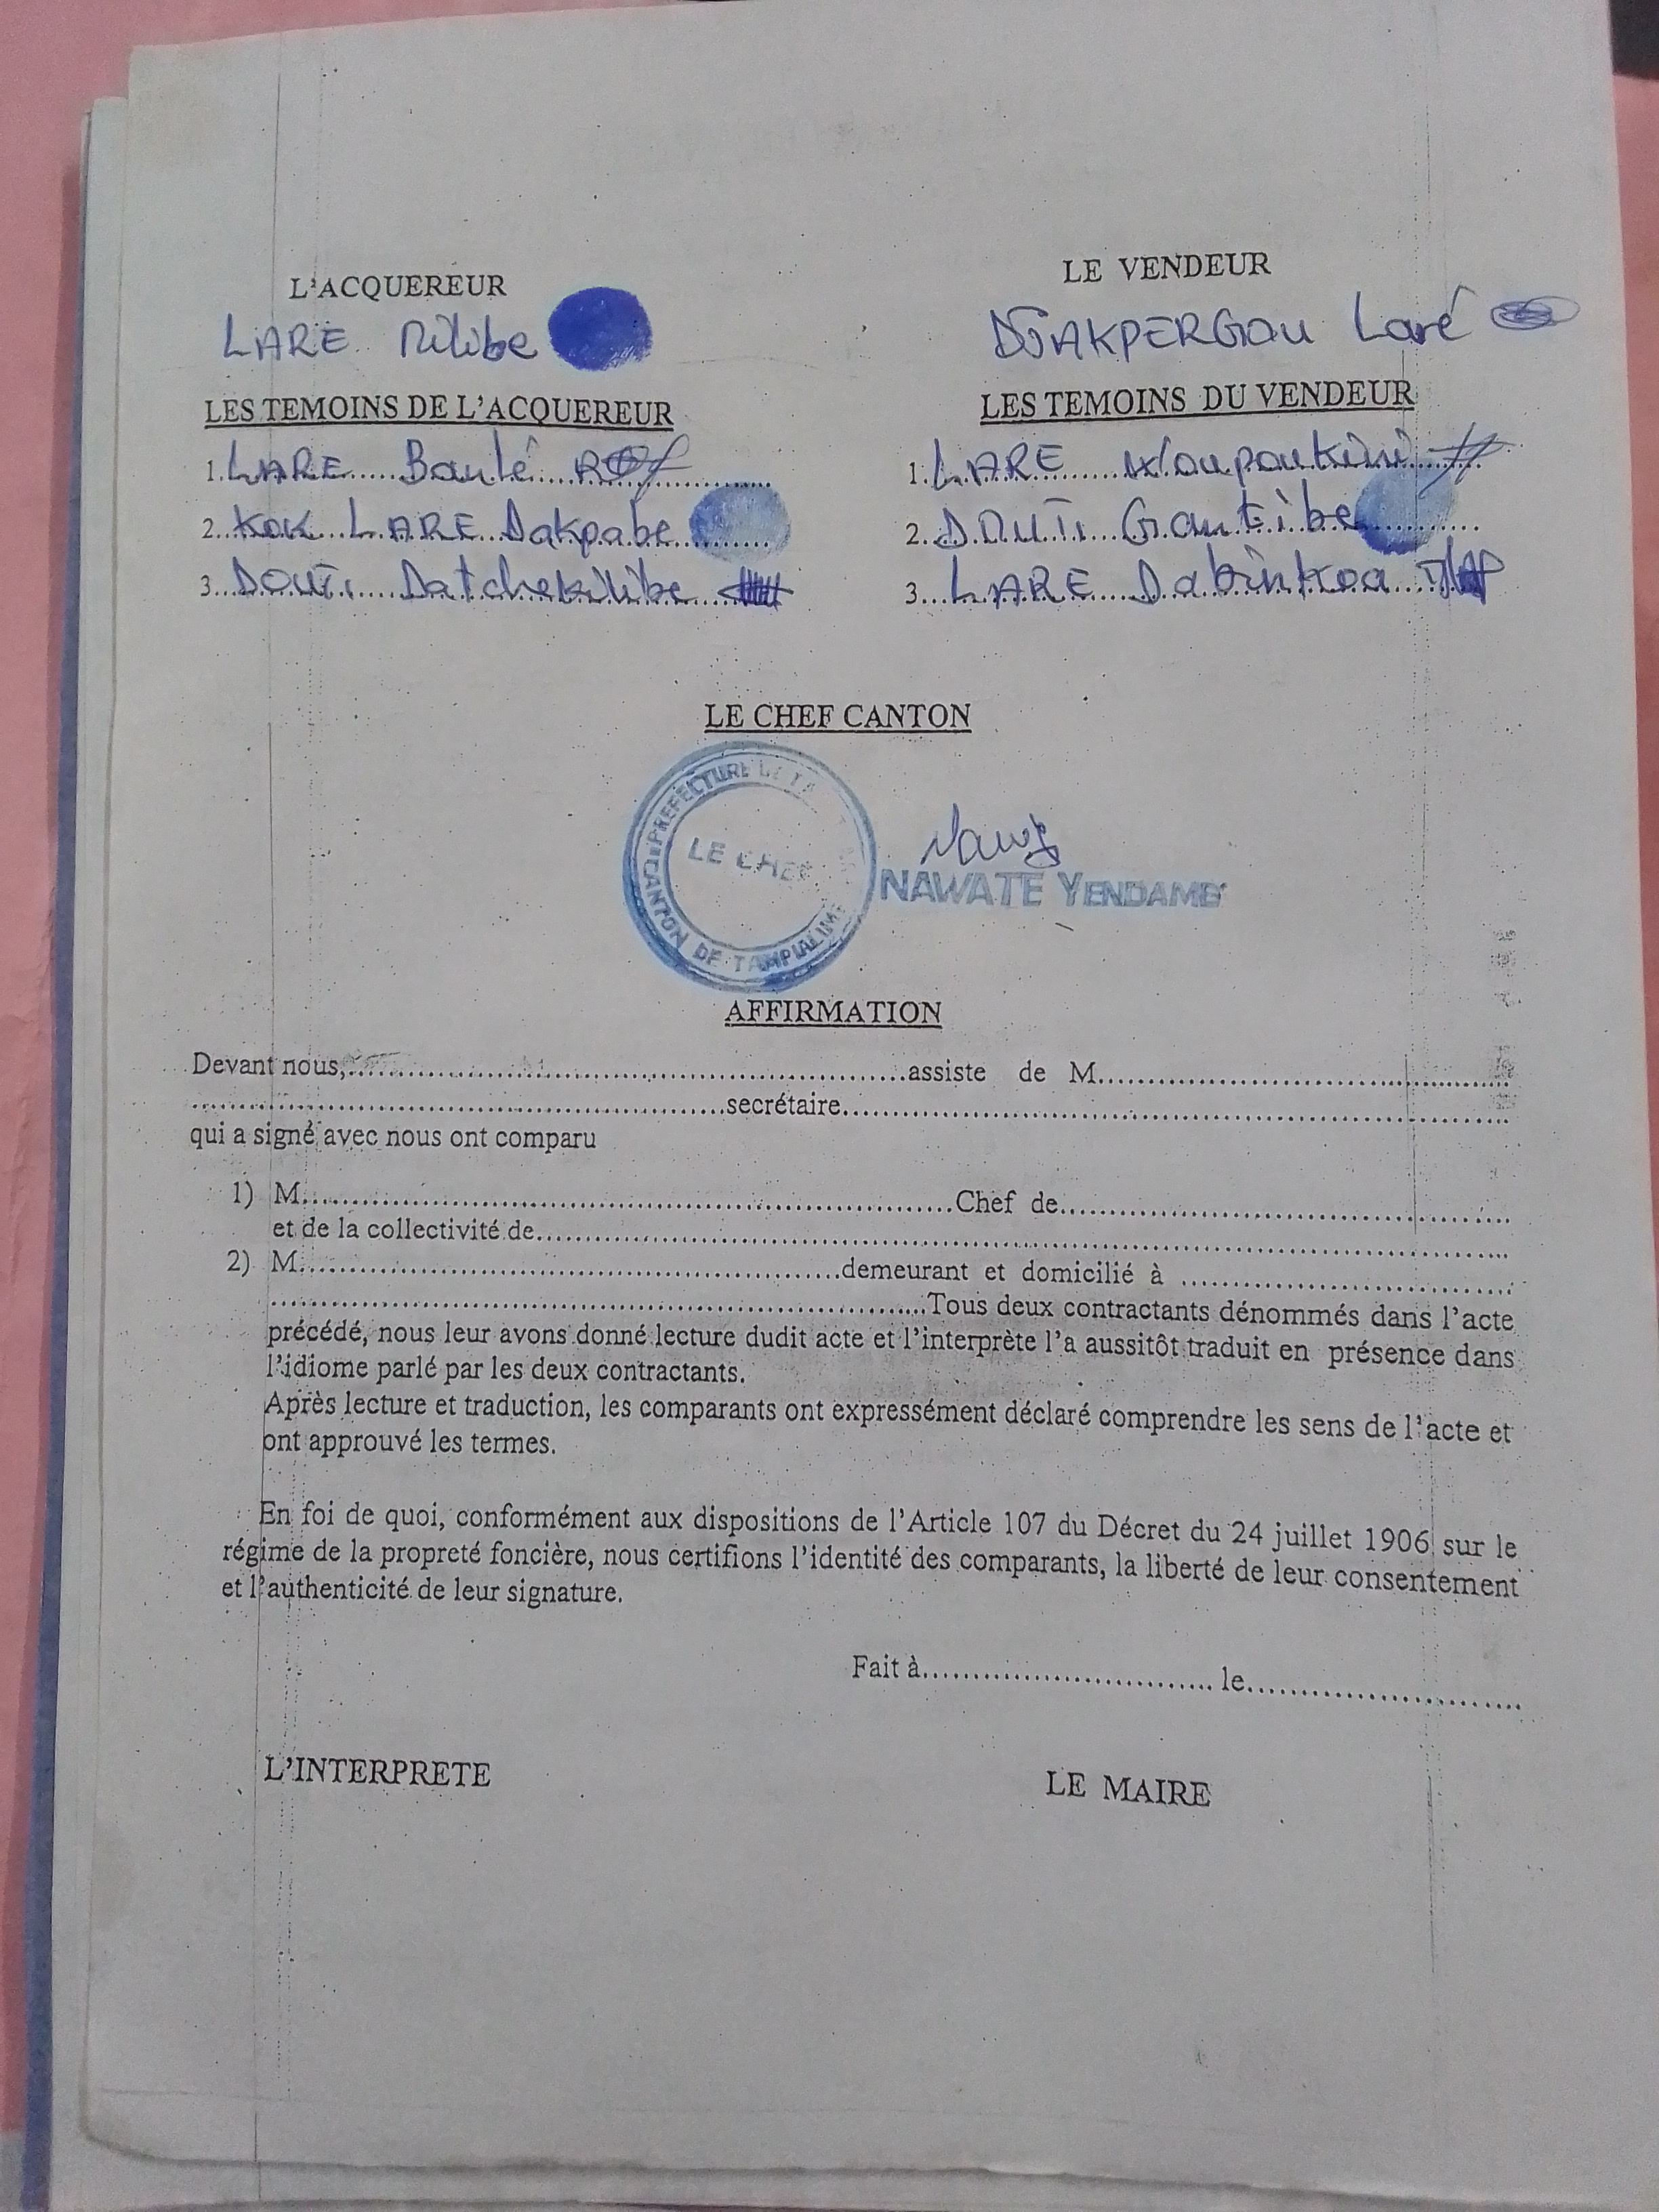 L'ACQUEREUR
LARE Nilibe
LE VENDEUR
DJAKPERGOU Laré
LES TEMOINS DE L'ACQUEREUR
1.LARE.....Banlé
2..KOK...LARE..Dakpabe
3...DOUTI....Datchekilibe
LES TEMOINS DU VENDEUR
1.LARE
2..DOUTI...Gantibe
3...LARE....Dabinkoa
LE CHEF CANTON
PREFECTURE DE TA
LE CHEF
CANTON DE TAMPIALIME
NAWATE YENDAME
AFFIRMATION
Devant nous,..............................assiste de M..............................
..............................secrétaire..............................
qui a signé avec nous ont comparu
1) M..............................Chef de..............................
et de la collectivité de..............................
2) M..............................demeurant et domicilié à ..............................
..............................Tous deux contractants dénommés dans l'acte
précédé, nous leur avons donné lecture dudit acte et l'interprète l'a aussitôt traduit en présence dans
l'idiome parlé par les deux contractants.
Après lecture et traduction, les comparants ont expressément déclaré comprendre les sens de l'acte et
ont approuvé les termes.
En foi de quoi, conformément aux dispositions de l'Article 107 du Décret du 24 juillet 1906 sur le
régime de la propreté foncière, nous certifions l'identité des comparants, la liberté de leur consentement
et l'authenticité de leur signature.
Fait à.............................. le..............................
L'INTERPRETE
LE MAIRE